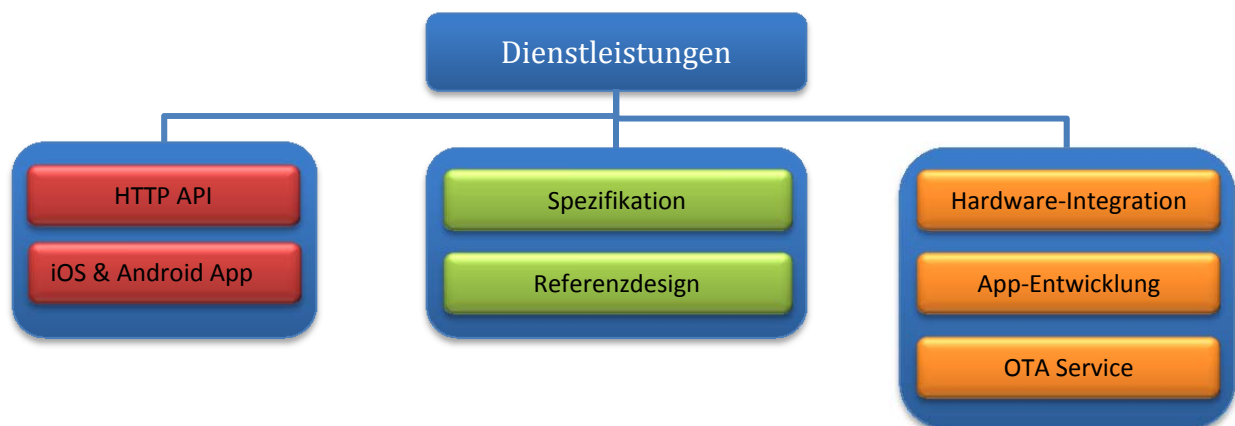 Dienstleistungen
HTTP API
iOS & Android App
Spezifikation
Referenzdesign
Hardware-Integration
App-Entwicklung
OTA Service